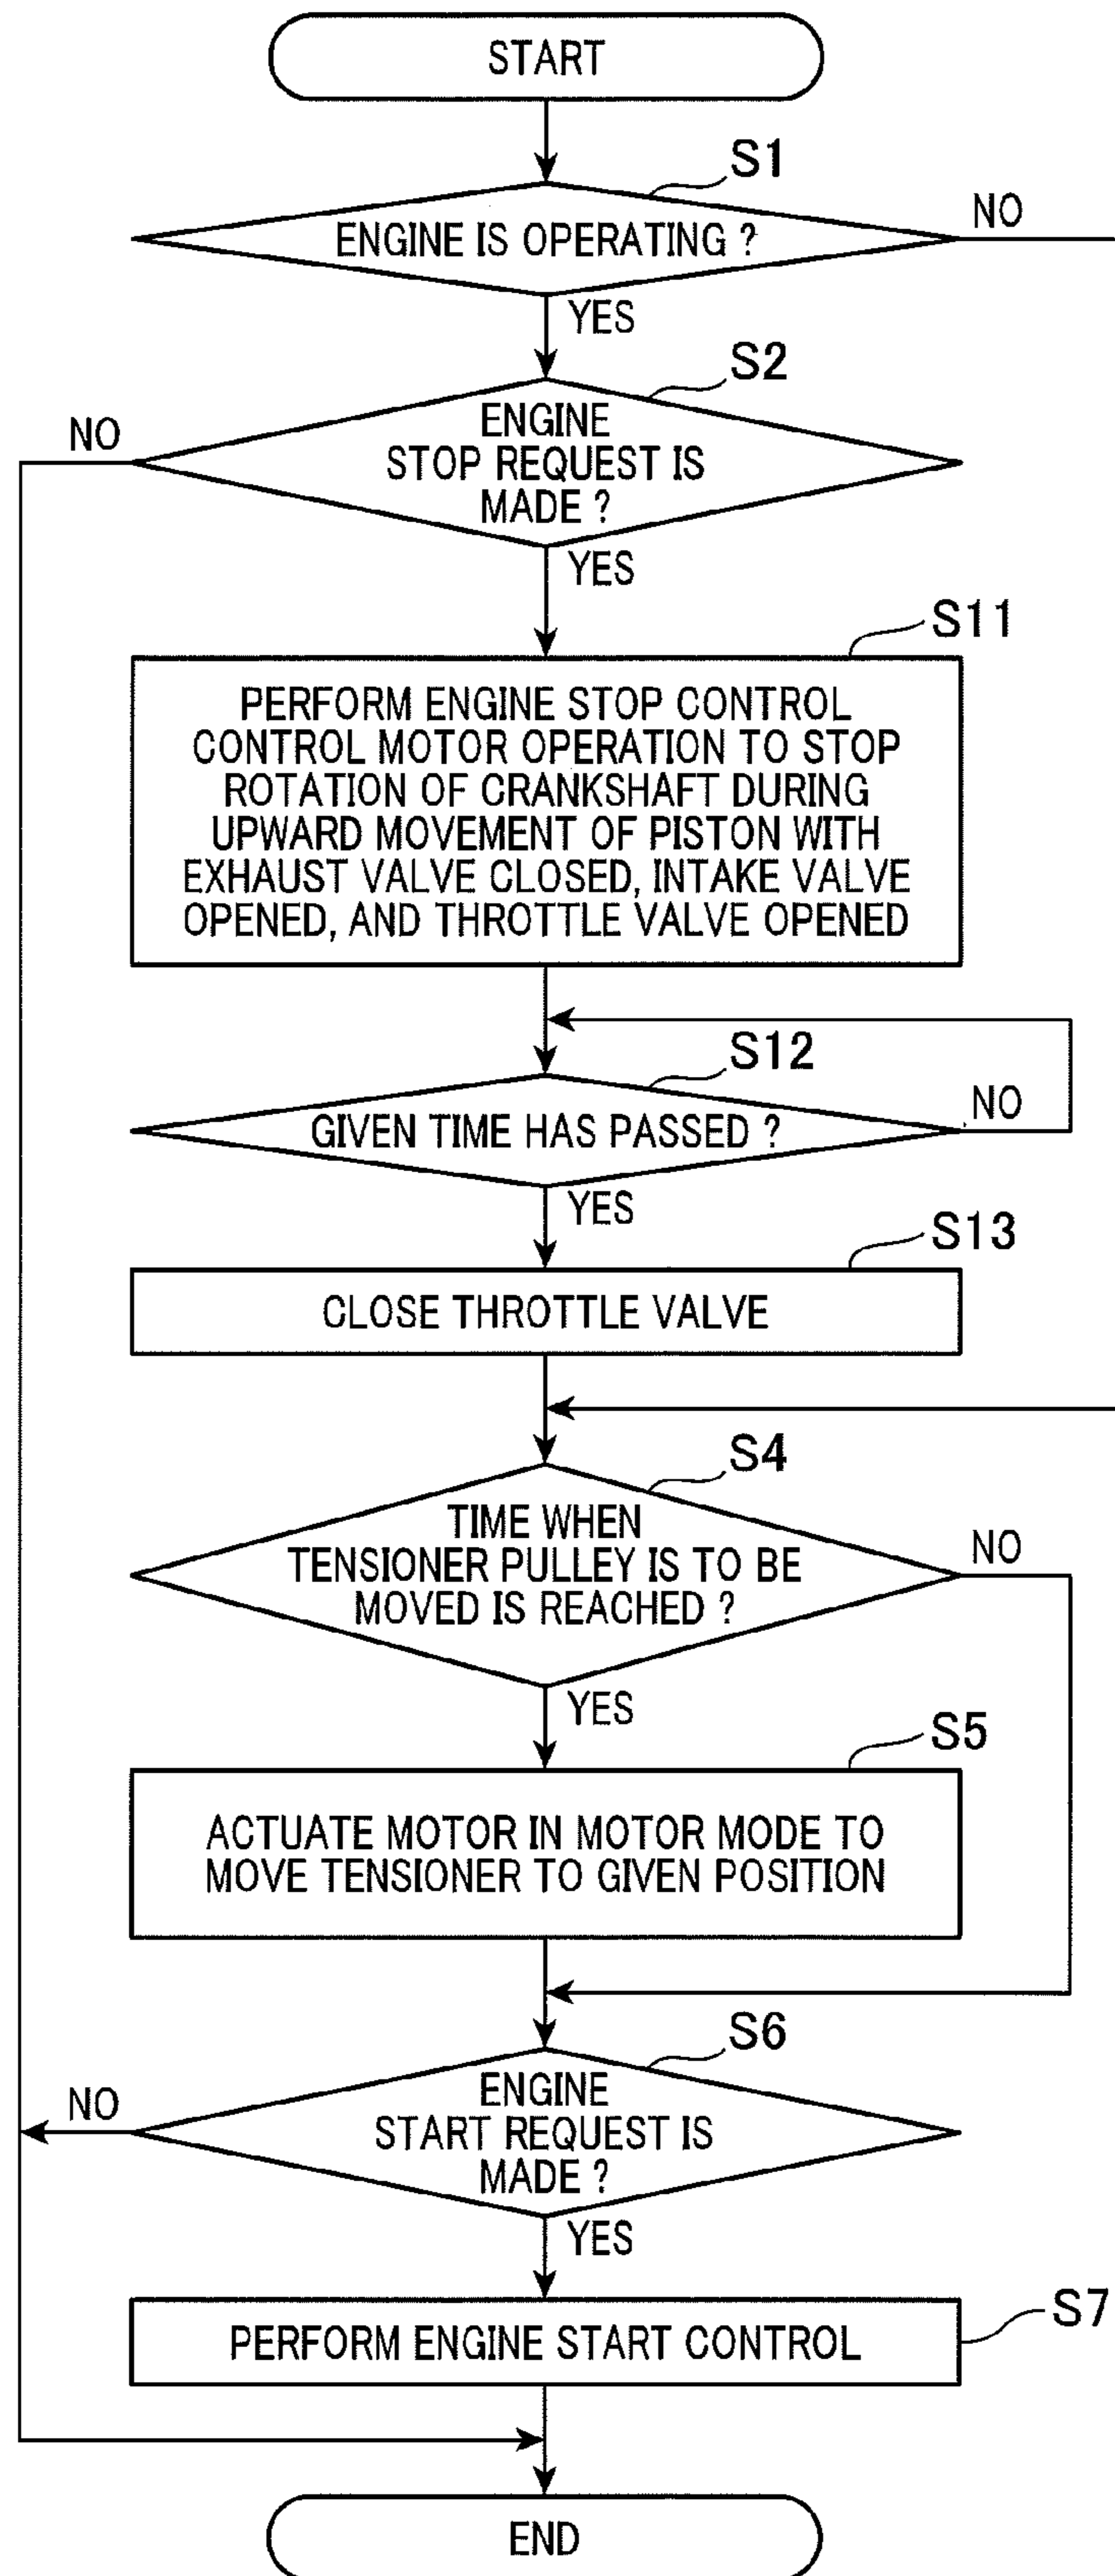 START
S1
ENGINE IS OPERATING ?
NO
YES
S2
ENGINE
STOP REQUEST IS
MADE ?
NO
YES
S11
PERFORM ENGINE STOP CONTROL
CONTROL MOTOR OPERATION TO STOP
ROTATION OF CRANKSHAFT DURING
UPWARD MOVEMENT OF PISTON WITH
EXHAUST VALVE CLOSED, INTAKE VALVE
OPENED, AND THROTTLE VALVE OPENED
S12
GIVEN TIME HAS PASSED ?
NO
YES
S13
CLOSE THROTTLE VALVE
S4
TIME WHEN
TENSIONER PULLEY IS TO BE
MOVED IS REACHED ?
NO
YES
S5
ACTUATE MOTOR IN MOTOR MODE TO
MOVE TENSIONER TO GIVEN POSITION
S6
ENGINE
START REQUEST IS
MADE ?
NO
YES
S7
PERFORM ENGINE START CONTROL
END